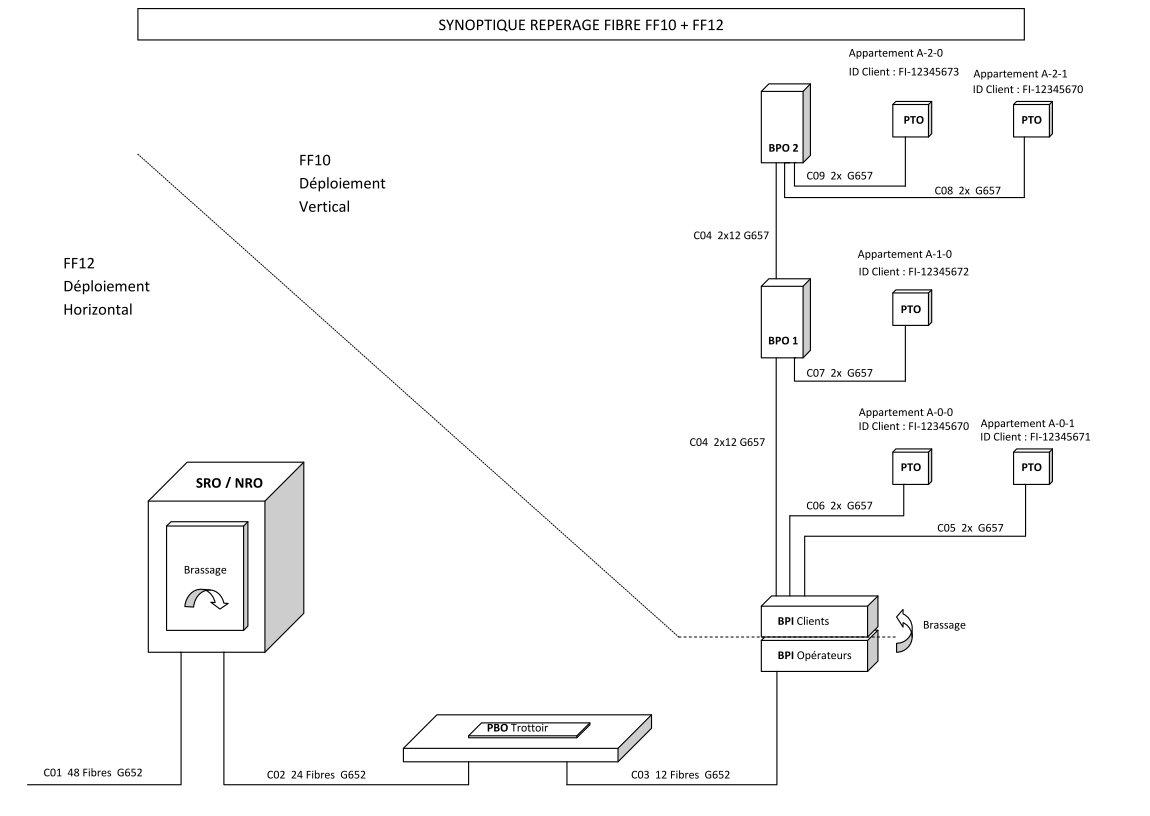 SYNOPTIQUE REPERAGE FIBRE FF10 + FF12
Appartement A-2-0
ID Client : FI-12345673
Appartement A-2-1
ID Client : FI-12345670
PTO
PTO
BPO 2
C09 2x G657
C08 2x G657
FF10
Déploiement
Vertical
C04 2x12 G657
FF12
Déploiement
Horizontal
Appartement A-1-0
ID Client : FI-12345672
PTO
BPO 1
C07 2x G657
C04 2x12 G657
Appartement A-0-0
ID Client : FI-12345670
Appartement A-0-1
ID Client : FI-12345671
PTO
PTO
C06 2x G657
C05 2x G657
SRO / NRO
Brassage
BPI Clients
Brassage
BPI Opérateurs
PBO Trottoir
C01 48 Fibres G652
C02 24 Fibres G652
C03 12 Fibres G652